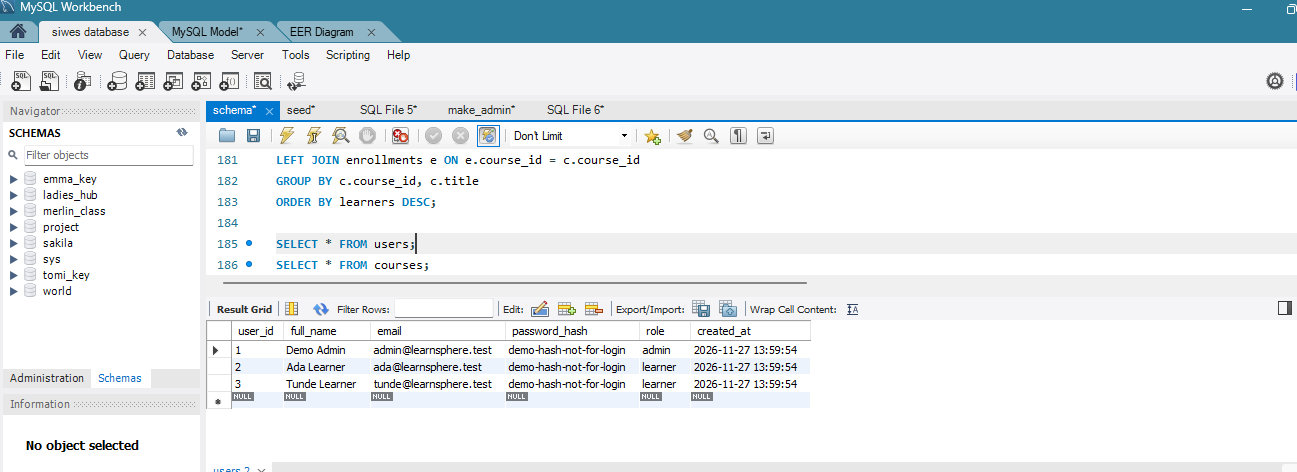 MySQL Workbench
siwes database MySQL Model* EER Diagram
File Edit View Query Database Server Tools Scripting Help
Navigator
SCHEMAS
Filter objects
emma_key
ladies_hub
merlin_class
project
sakila
sys
tomi_key
world
Administration Schemas
Information
No object selected
schema* seed* SQL File 5* make_admin* SQL File 6*
Don't Limit
181 LEFT JOIN enrollments e ON e.course_id = c.course_id
182 GROUP BY c.course_id, c.title
183 ORDER BY learners DESC;
184
185 SELECT * FROM users;
186 SELECT * FROM courses;
Result Grid Filter Rows: Edit: Export/Import: Wrap Cell Content:
user_id full_name email password_hash role created_at
1 Demo Admin admin@learnsphere.test demo-hash-not-for-login admin 2026-11-27 13:59:54
2 Ada Learner ada@learnsphere.test demo-hash-not-for-login learner 2026-11-27 13:59:54
3 Tunde Learner tunde@learnsphere.test demo-hash-not-for-login learner 2026-11-27 13:59:54
NULL NULL NULL NULL NULL NULL
users 2